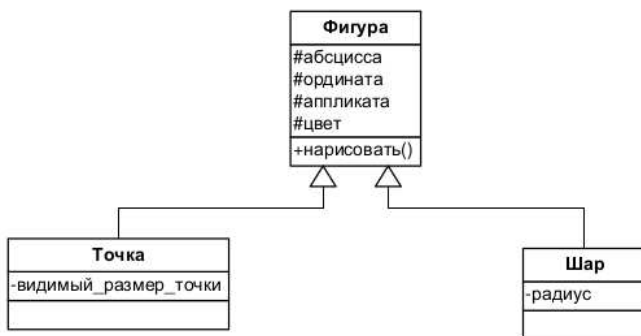 Фигура
#абсцисса
#ордината
#аппликата
#цвет
+нарисовать()
Точка
-видимый_размер_точки
Шар
-радиус